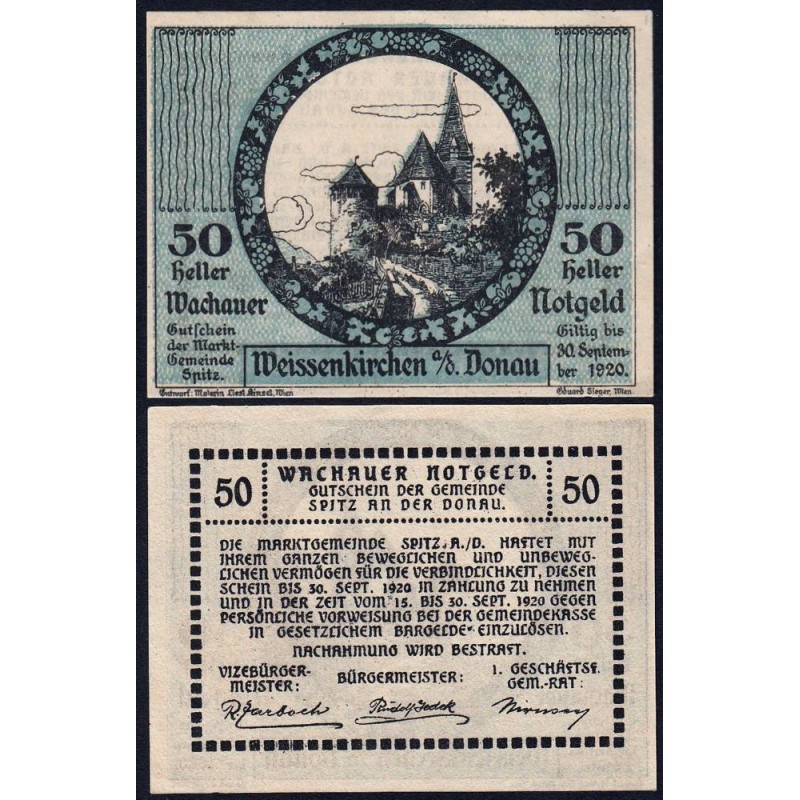 50
Heller
Wachauer
Gutschein
der Markt-
Gemeinde
Spitz.
50
Heller
Notgeld
Giltig bis
30. Septem-
ber 1920.
Weissenkirchen a/d. Donau
Entwurf: Malerin Liesl Kinsel, Wien
Eduard Sieger, Wien.
50
WACHAUER NOTGELD.
GUTSCHEIN DER GEMEINDE
SPITZ AN DER DONAU.
50
DIE MARKTGEMEINDE SPITZ A./D. HAFTET MIT
IHREM GANZEN BEWEGLICHEN UND UNBEWEG-
LICHEN VERMÖGEN FÜR DIE VERBINDLICHKEIT, DIESEN
SCHEIN BIS 30. SEPT. 1920 IN ZAHLUNG ZU NEHMEN
UND IN DER ZEIT VOM 15. BIS 30. SEPT. 1920 GEGEN
PERSÖNLICHE VORWEISUNG BEI DER GEMEINDEKASSE
IN GESETZLICHEM BARGELDE EINZULÖSEN.
NACHAHMUNG WIRD BESTRAFT.
VIZEBÜRGER-
MEISTER:
BÜRGERMEISTER:
1. GESCHÄFTSF.
GEM.-RAT:
Rudolf